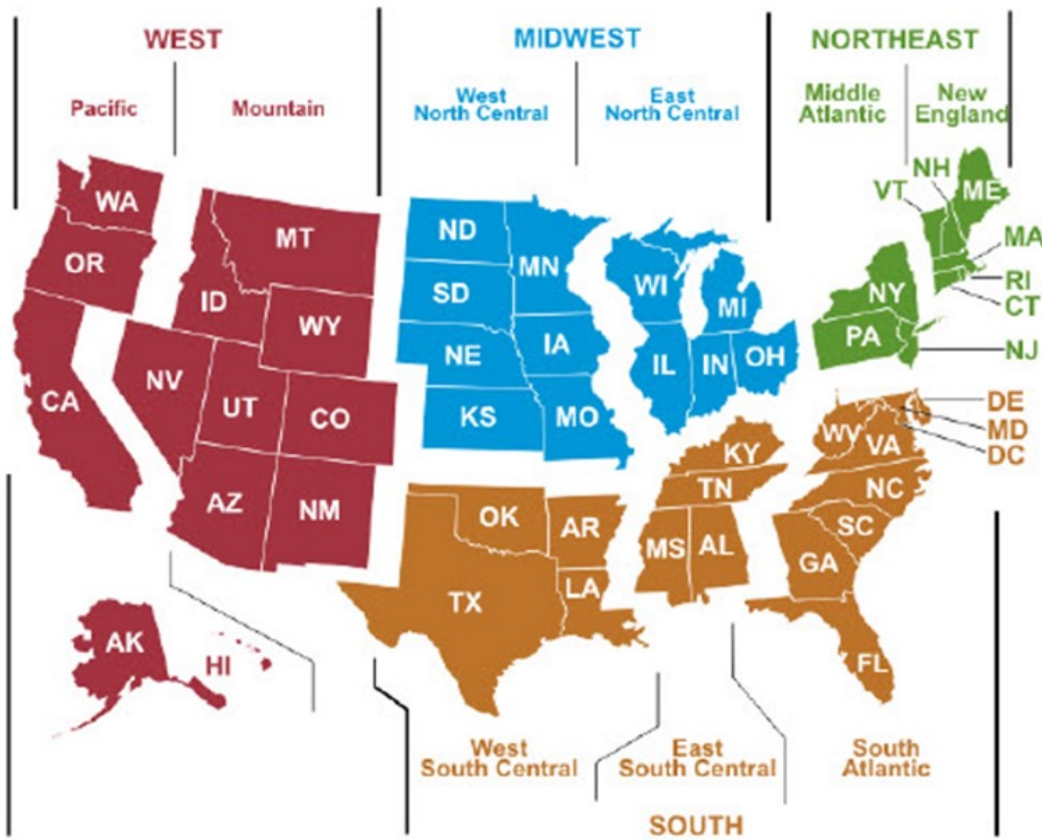 WEST
MIDWEST
NORTHEAST
Pacific
Mountain
West
North Central
East
North Central
Middle
Atlantic
New
England
WA
OR
CA
NV
ID
MT
WY
UT
CO
AZ
NM
AK
HI
ND
SD
NE
KS
MN
IA
MO
WI
MI
IL
IN
OH
NH
VT
ME
MA
RI
CT
NY
PA
NJ
DE
MD
DC
WV
VA
KY
TN
NC
SC
OK
AR
MS
AL
GA
TX
LA
FL
West
South Central
East
South Central
South
Atlantic
SOUTH